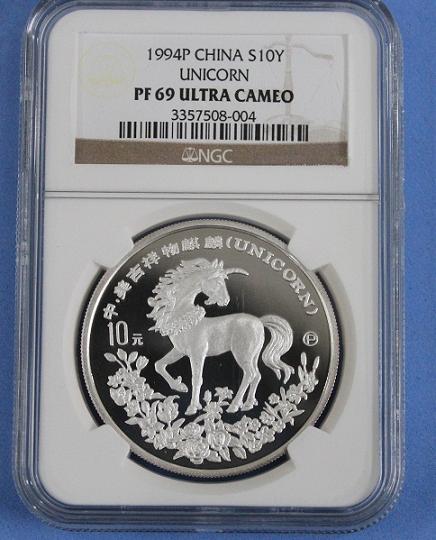 1994P CHINA S10Y
UNICORN
PF 69 ULTRA CAMEO
3357508-004
NGC
中华吉祥物麒麟(UNICORN)
10元
P